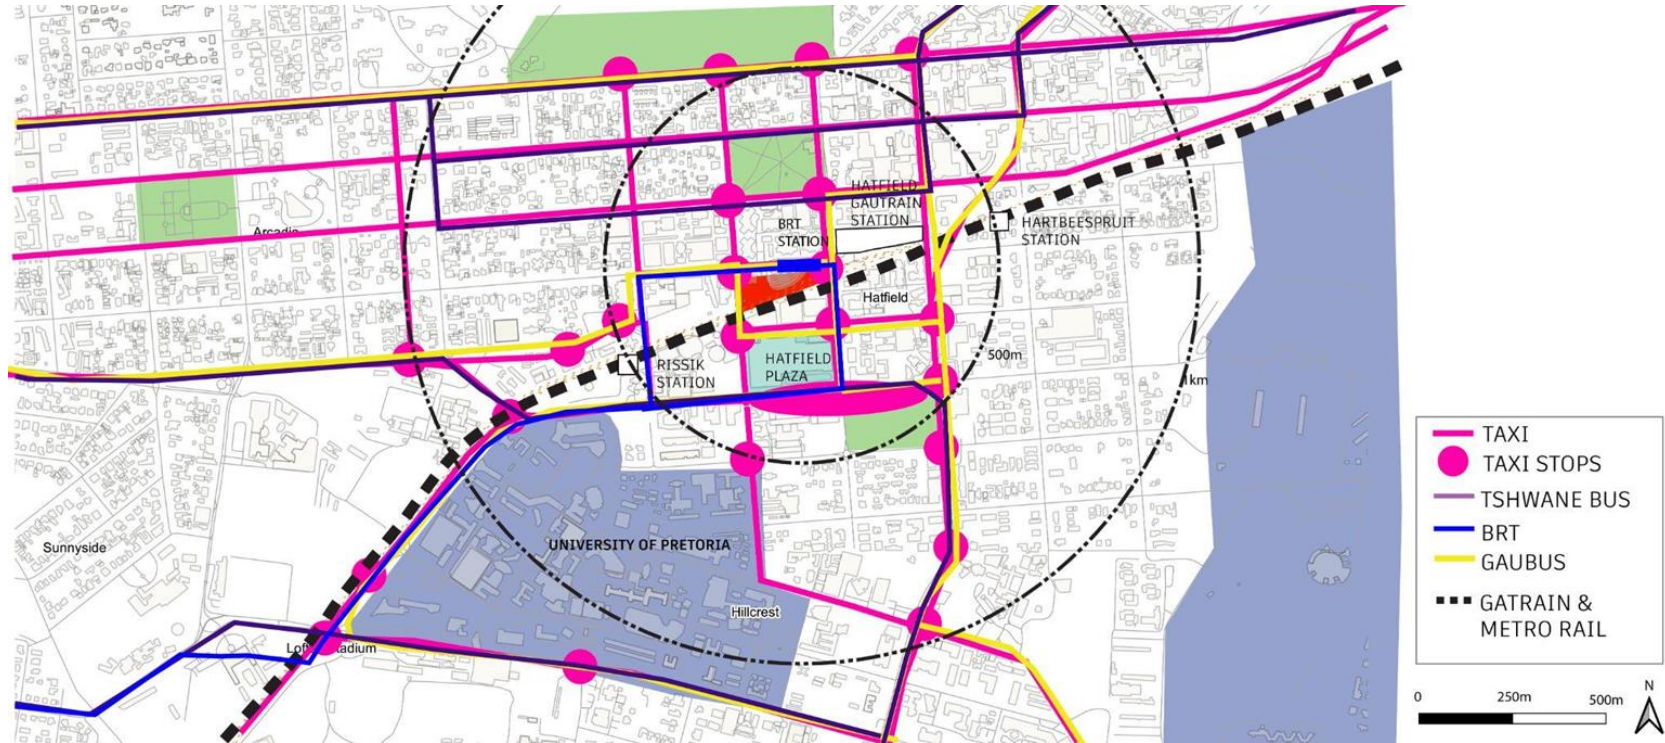 HATFIELD
GAUTRAIN
STATION
BRT
STATION
HARTBEESPRUIT
STATION
Arcadia
Hatfield
RISSIK
STATION
HATFIELD
PLAZA
500m
1km
Sunnyside
UNIVERSITY OF PRETORIA
Hillcrest
TAXI
TAXI STOPS
TSHWANE BUS
BRT
GAUBUS
GATRAIN &
METRO RAIL
0 250m 500m
N